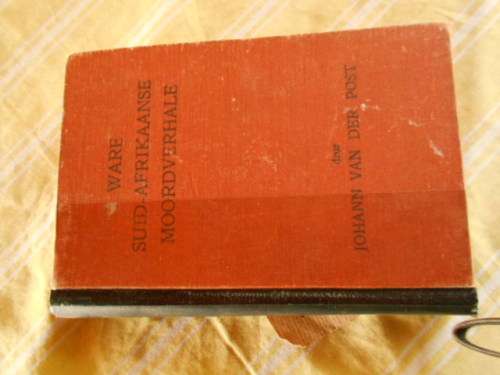 WARE
SUID-AFRIKAANSE
MOORDVERHALE
deur
JOHANN VAN DER POST